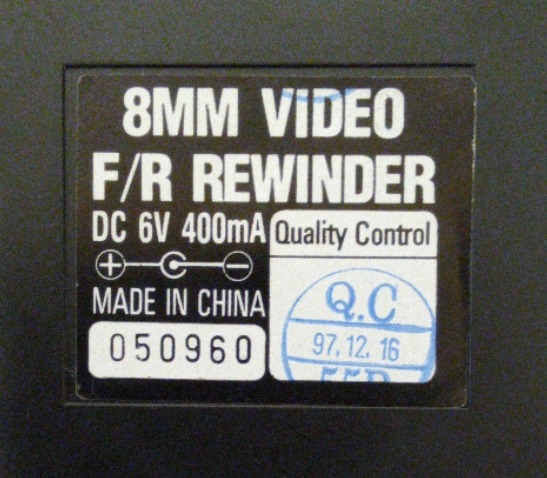 8MM VIDEO
F/R REWINDER
DC 6V 400mA
+ C −
MADE IN CHINA
050960
Quality Control
Q.C
97.12.16